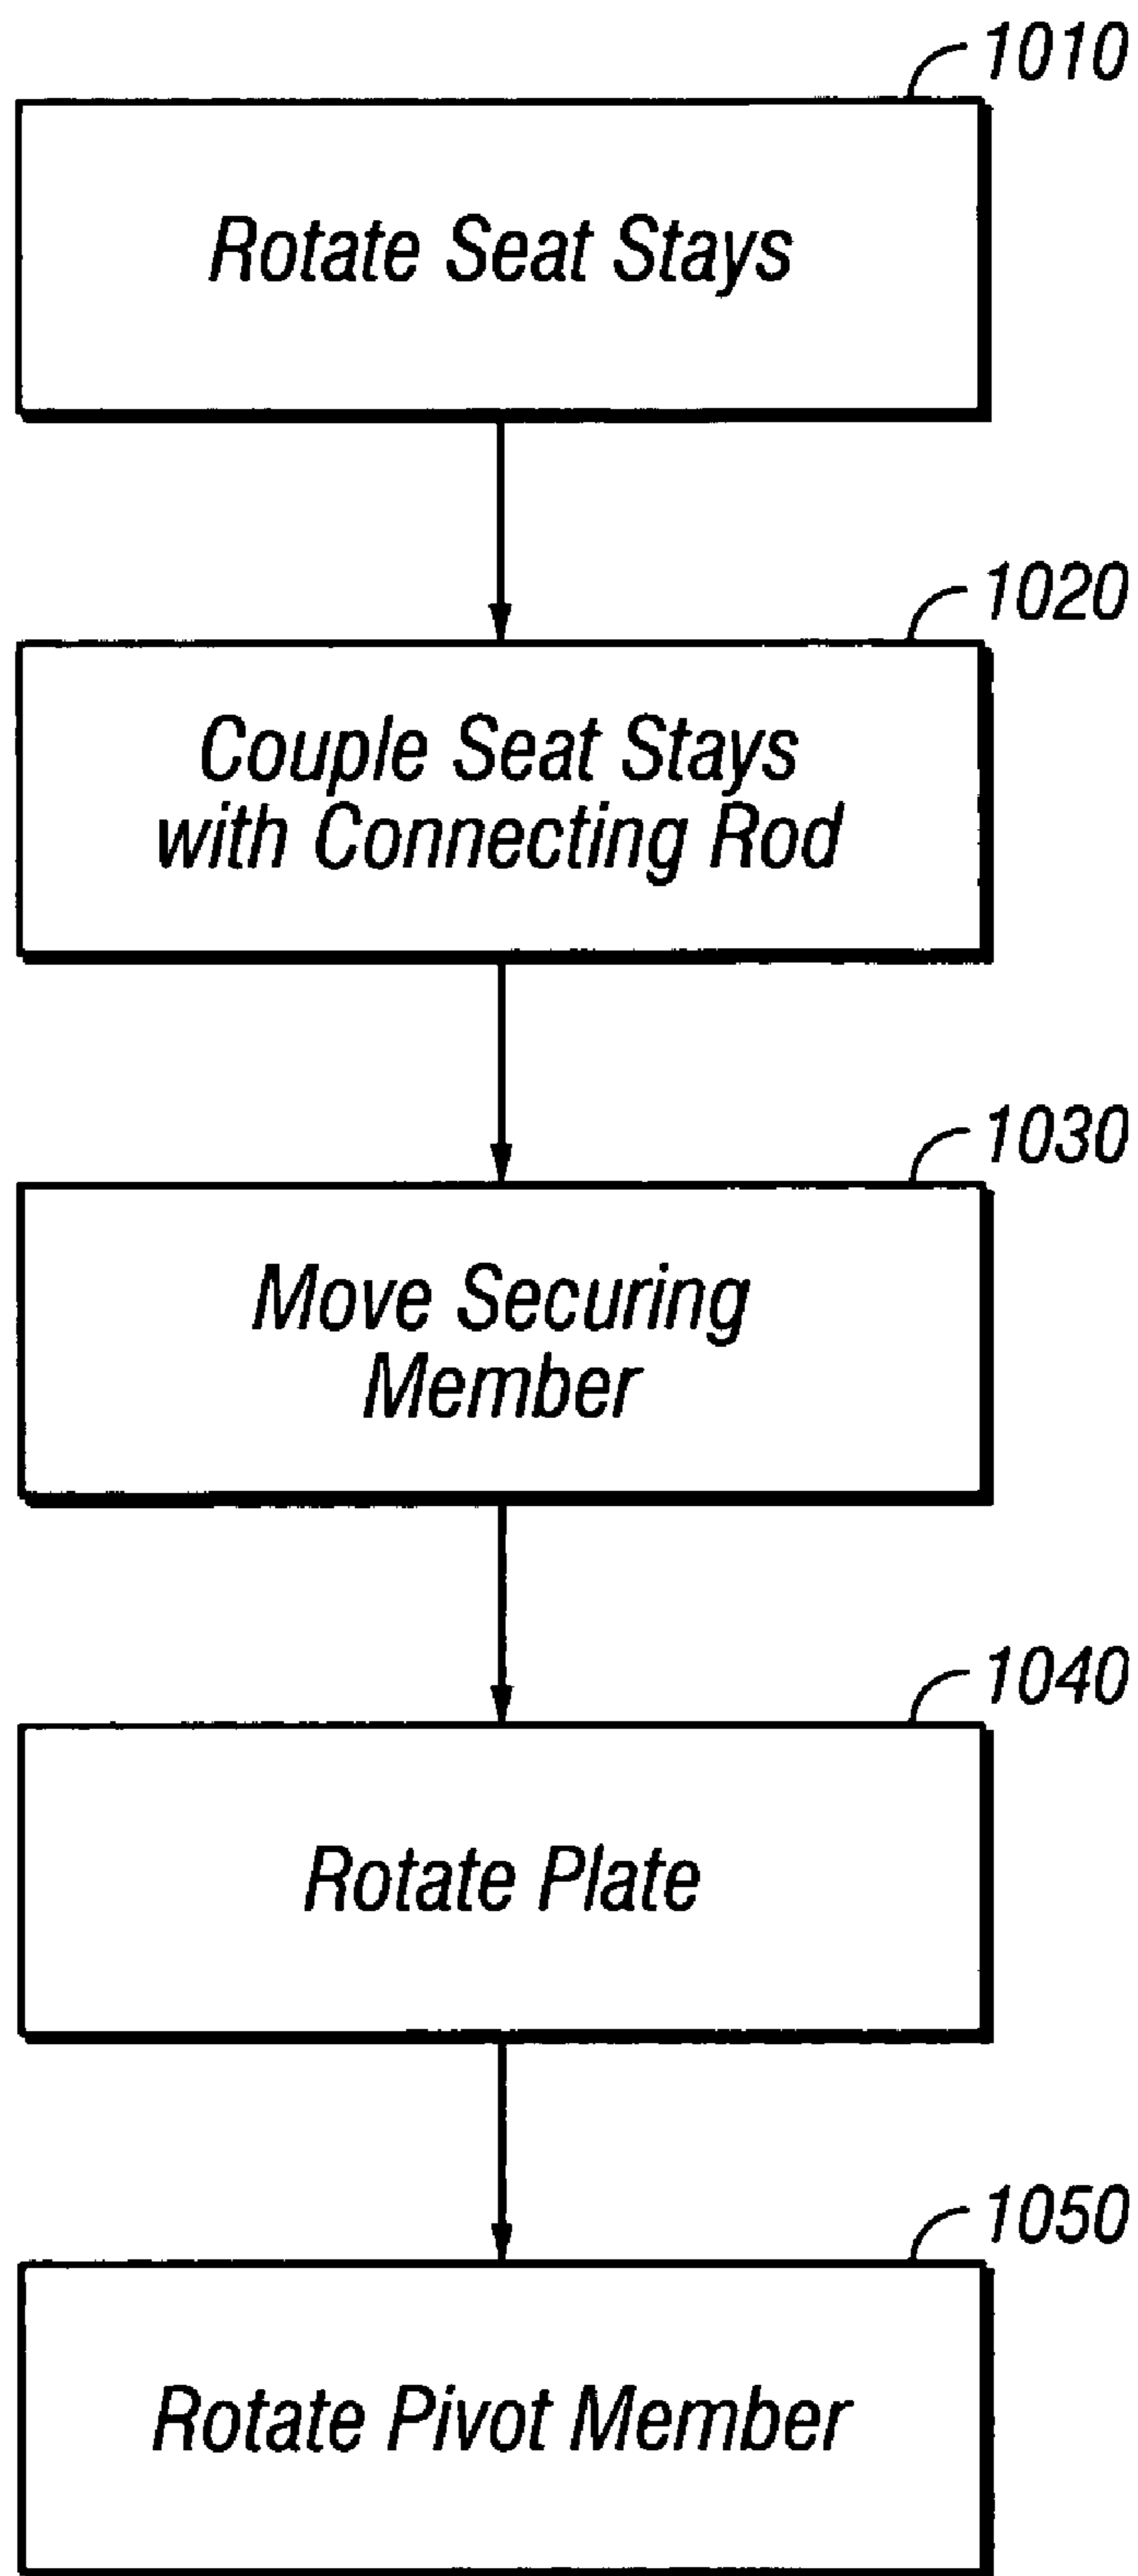 1010
Rotate Seat Stays
1020
Couple Seat Stays
with Connecting Rod
1030
Move Securing
Member
1040
Rotate Plate
1050
Rotate Pivot Member